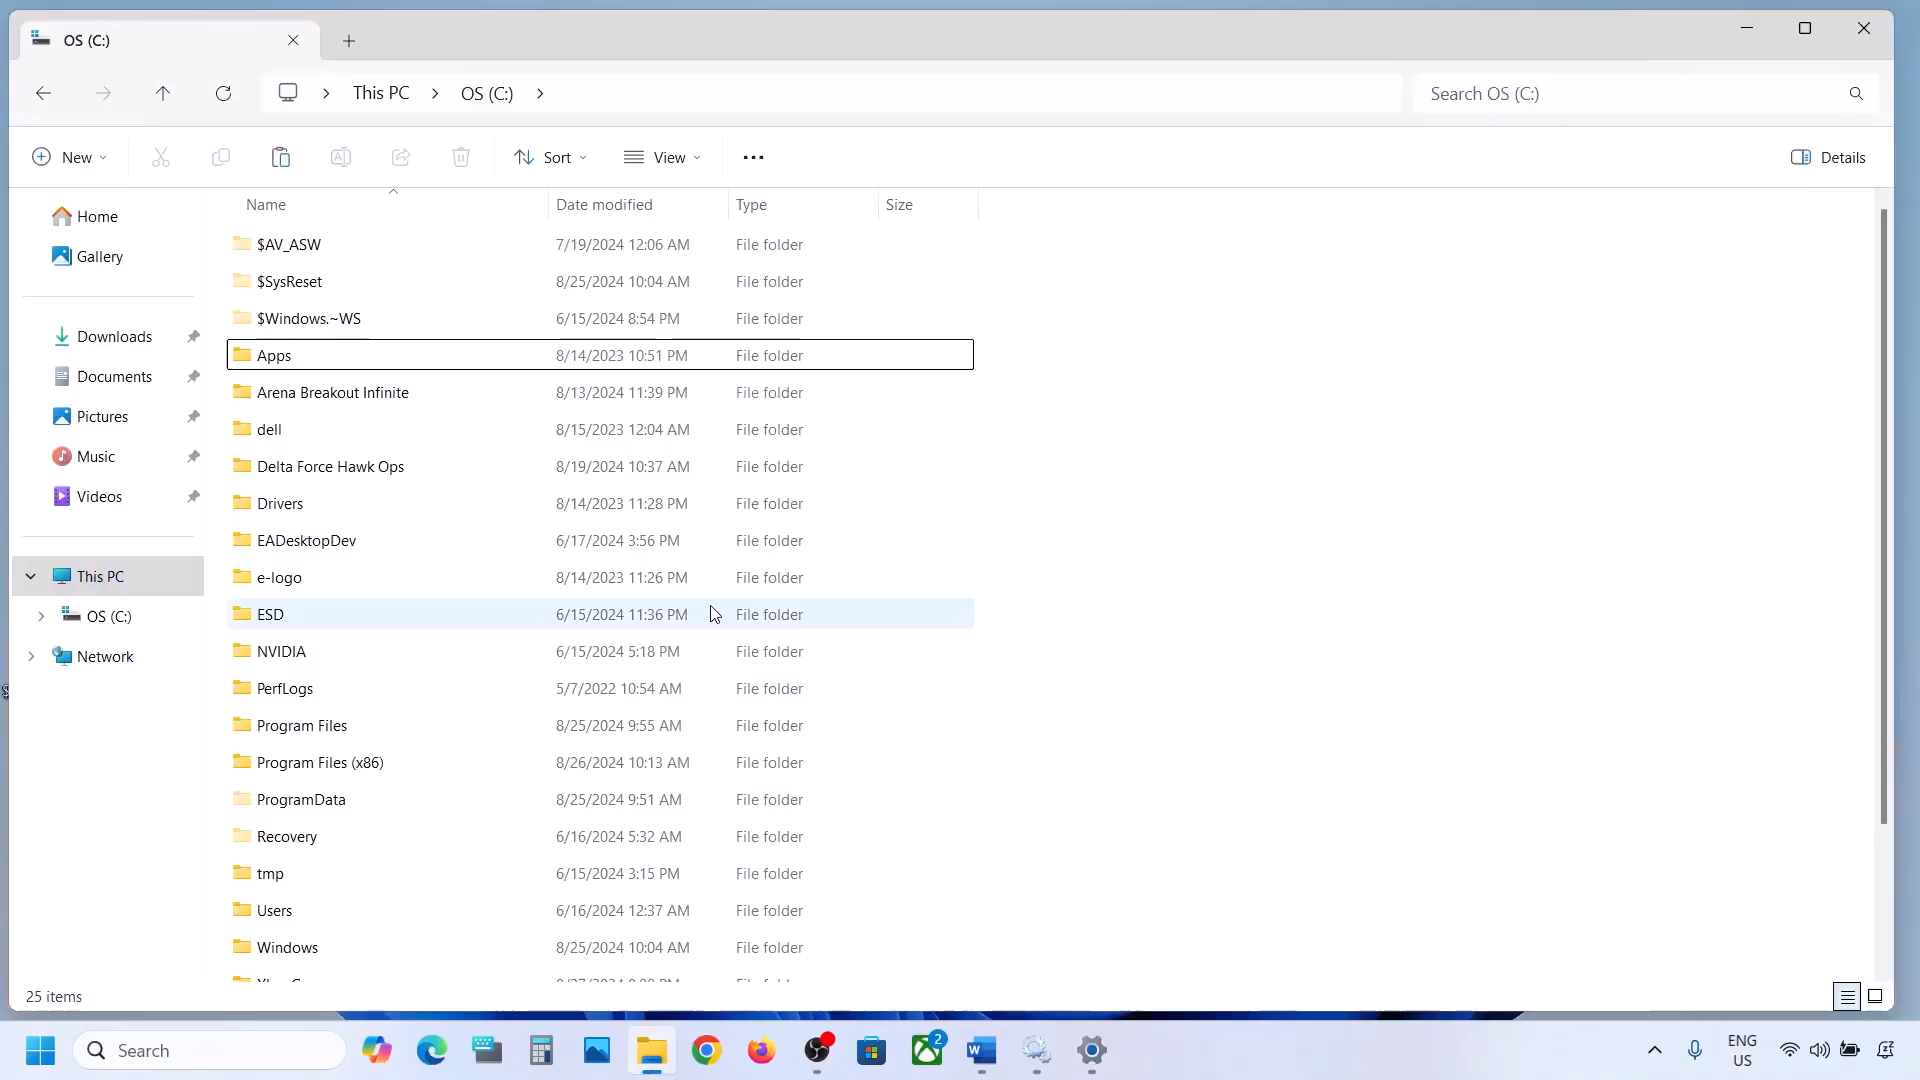 OS (C:)
This PC
OS (C:)
Search OS (C:)
New
Sort
View
Details
Name
Date modified
Type
Size
Home
Gallery
Downloads
Documents
Pictures
Music
Videos
This PC
OS (C:)
Network
$AV_ASW 7/19/2024 12:06 AM File folder
$SysReset 8/25/2024 10:04 AM File folder
$Windows.~WS 6/15/2024 8:54 PM File folder
Apps 8/14/2023 10:51 PM File folder
Arena Breakout Infinite 8/13/2024 11:39 PM File folder
dell 8/15/2023 12:04 AM File folder
Delta Force Hawk Ops 8/19/2024 10:37 AM File folder
Drivers 8/14/2023 11:28 PM File folder
EADesktopDev 6/17/2024 3:56 PM File folder
e-logo 8/14/2023 11:26 PM File folder
ESD 6/15/2024 11:36 PM File folder
NVIDIA 6/15/2024 5:18 PM File folder
PerfLogs 5/7/2022 10:54 AM File folder
Program Files 8/25/2024 9:55 AM File folder
Program Files (x86) 8/26/2024 10:13 AM File folder
ProgramData 8/25/2024 9:51 AM File folder
Recovery 6/16/2024 5:32 AM File folder
tmp 6/15/2024 3:15 PM File folder
Users 6/16/2024 12:37 AM File folder
Windows 8/25/2024 10:04 AM File folder
25 items
Search
2
ENG
US